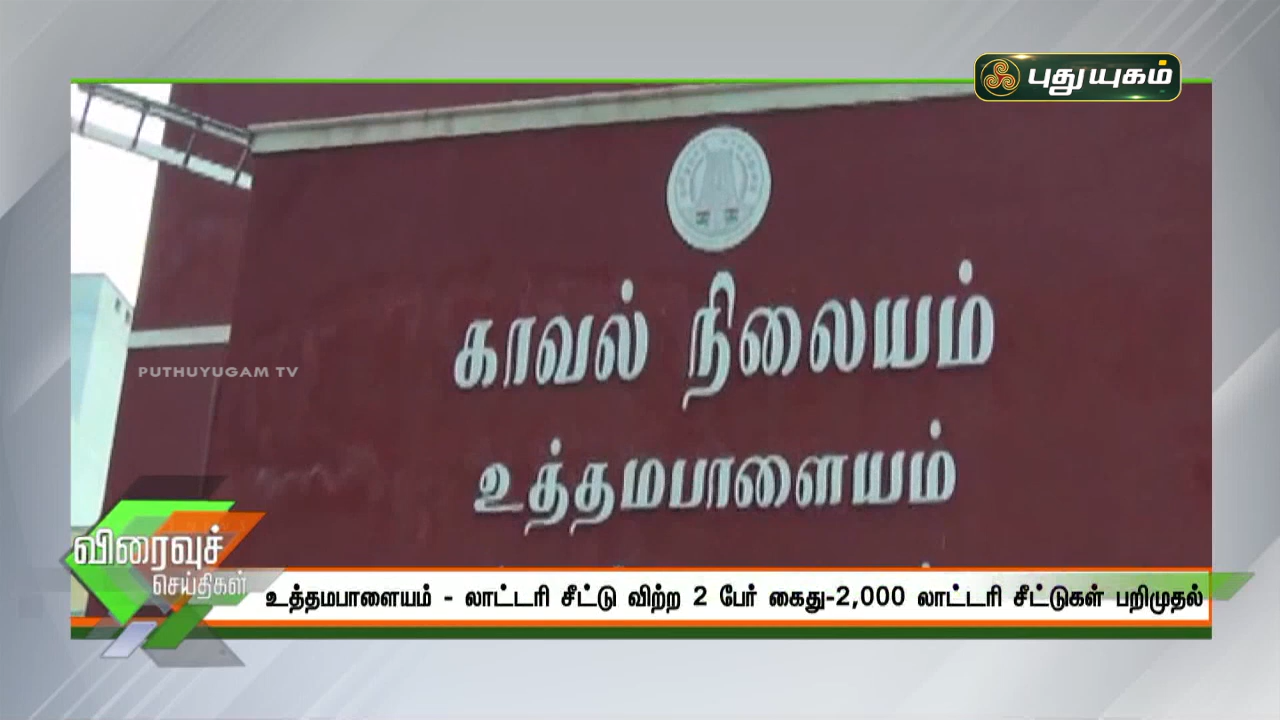 புதுயுகம்
காவல் நிலையம்
PUTHUYUGAM TV
உத்தமபாளையம்
விரைவுச்
செய்திகள்
உத்தமபாளையம் - லாட்டரி சீட்டு விற்ற 2 பேர் கைது-2,000 லாட்டரி சீட்டுகள் பறிமுதல்